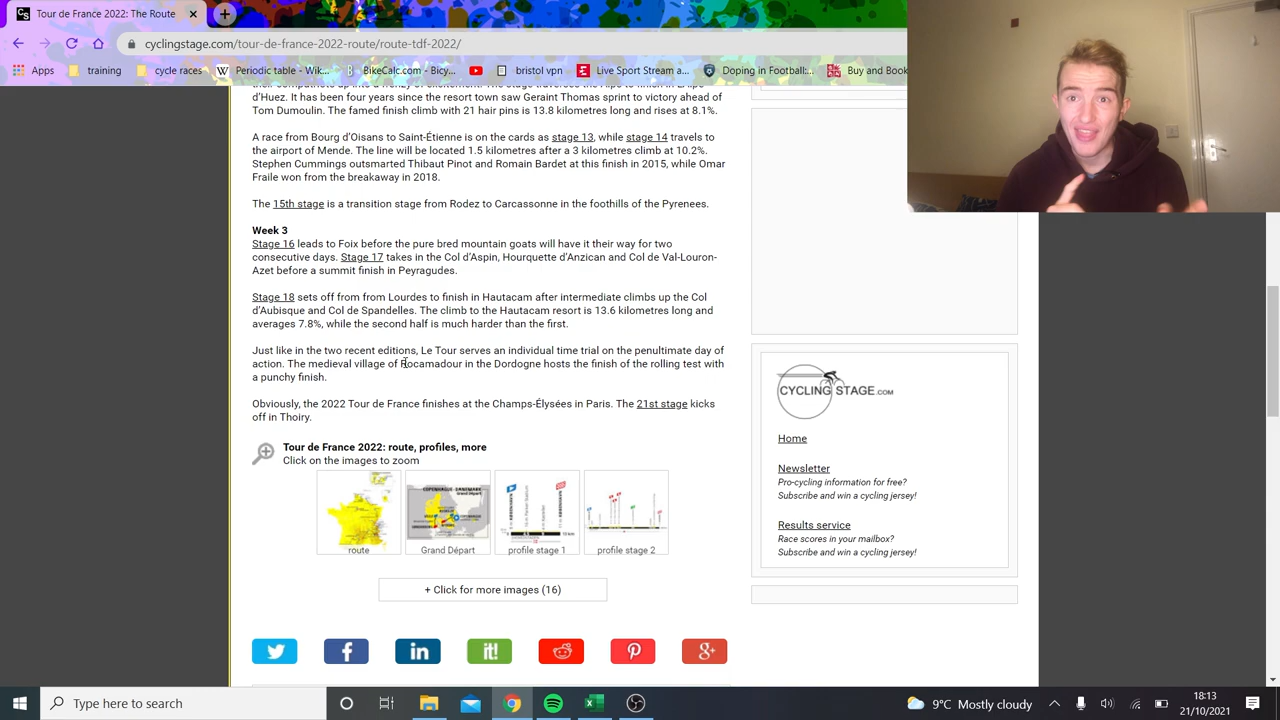 Tour de France 2022: The Route
cyclingstage.com/tour-de-france-2022-route/route-tdf-2022/
Apps
training
cycle races
Periodic table - Wik...
BikeCalc.com - Bicy...
bristol vpn
Live Sport Stream a...
Doping in Football:...
Buy and Book
d'Huez. It has been four years since the resort town saw Geraint Thomas sprint to victory ahead of
Tom Dumoulin. The famed finish climb with 21 hair pins is 13.8 kilometres long and rises at 8.1%.
A race from Bourg d'Oisans to Saint-Étienne is on the cards as stage 13, while stage 14 travels to
the airport of Mende. The line will be located 1.5 kilometres after a 3 kilometres climb at 10.2%.
Stephen Cummings outsmarted Thibaut Pinot and Romain Bardet at this finish in 2015, while Omar
Fraile won from the breakaway in 2018.
The 15th stage is a transition stage from Rodez to Carcassonne in the foothills of the Pyrenees.
Week 3
Stage 16 leads to Foix before the pure bred mountain goats will have it their way for two
consecutive days. Stage 17 takes in the Col d'Aspin, Hourquette d'Anzican and Col de Val-Louron-
Azet before a summit finish in Peyragudes.
Stage 18 sets off from from Lourdes to finish in Hautacam after intermediate climbs up the Col
d'Aubisque and Col de Spandelles. The climb to the Hautacam resort is 13.6 kilometres long and
averages 7.8%, while the second half is much harder than the first.
Just like in the two recent editions, Le Tour serves an individual time trial on the penultimate day of
action. The medieval village of Rocamadour in the Dordogne hosts the finish of the rolling test with
a punchy finish.
Obviously, the 2022 Tour de France finishes at the Champs-Élysées in Paris. The 21st stage kicks
off in Thoiry.
Tour de France 2022: route, profiles, more
Click on the images to zoom
route
Grand Départ
profile stage 1
profile stage 2
+ Click for more images (16)
it!
CYCLING STAGE.COM
Home
Newsletter
Pro-cycling information for free?
Subscribe and win a cycling jersey!
Results service
Race scores in your mailbox?
Subscribe and win a cycling jersey!
Type here to search
9°C Mostly cloudy
18:13
21/10/2021